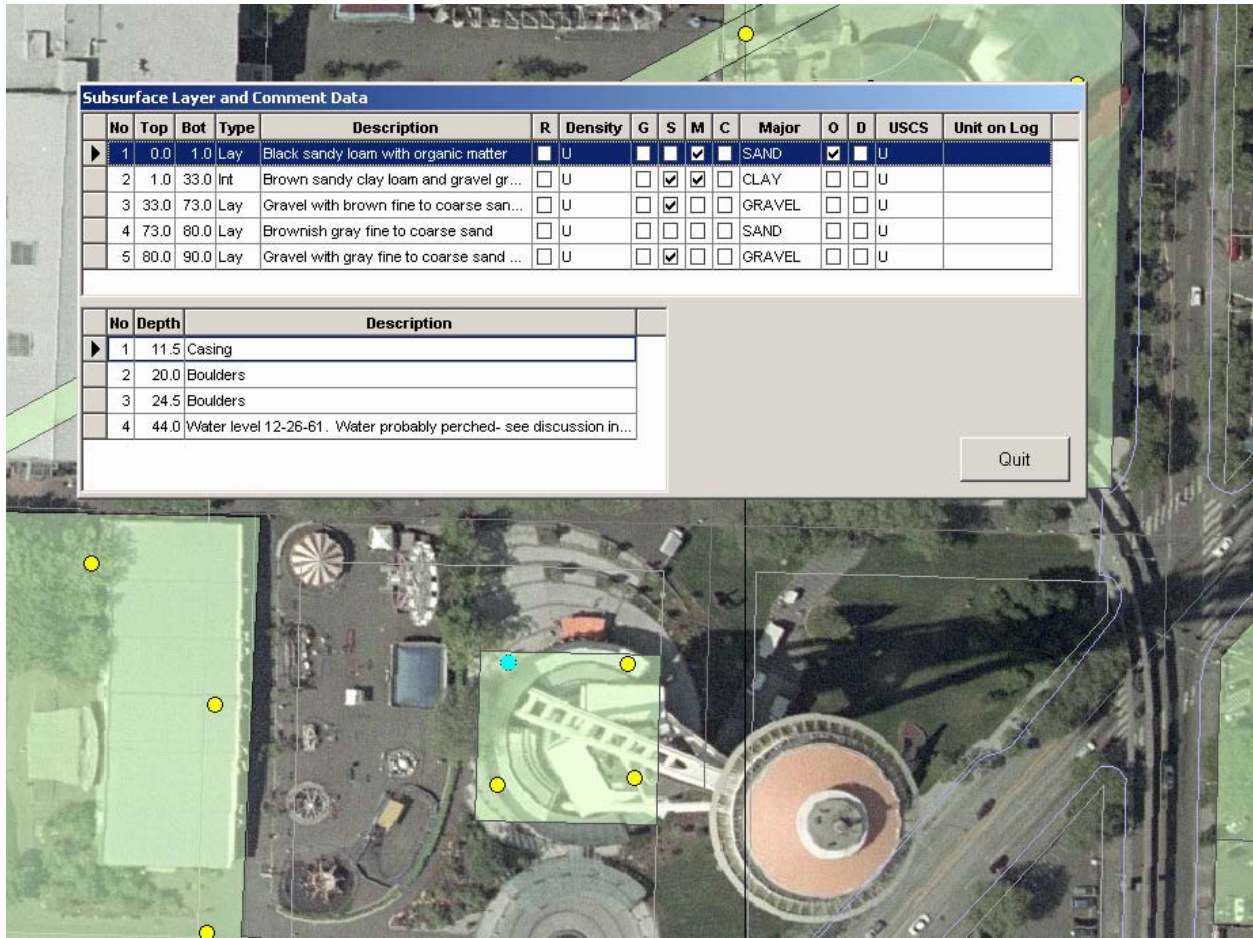 Subsurface Layer and Comment Data
No Top Bot Type Description R Density G S M C Major O D USCS Unit on Log
1 0.0 1.0 Lay Black sandy loam with organic matter U SAND U
2 1.0 33.0 Int Brown sandy clay loam and gravel gr... U CLAY U
3 33.0 73.0 Lay Gravel with brown fine to coarse san... U GRAVEL U
4 73.0 80.0 Lay Brownish gray fine to coarse sand U SAND U
5 80.0 90.0 Lay Gravel with gray fine to coarse sand ... U GRAVEL U
No Depth Description
1 11.5 Casing
2 20.0 Boulders
3 24.5 Boulders
4 44.0 Water level 12-26-61. Water probably perched- see discussion in...
Quit